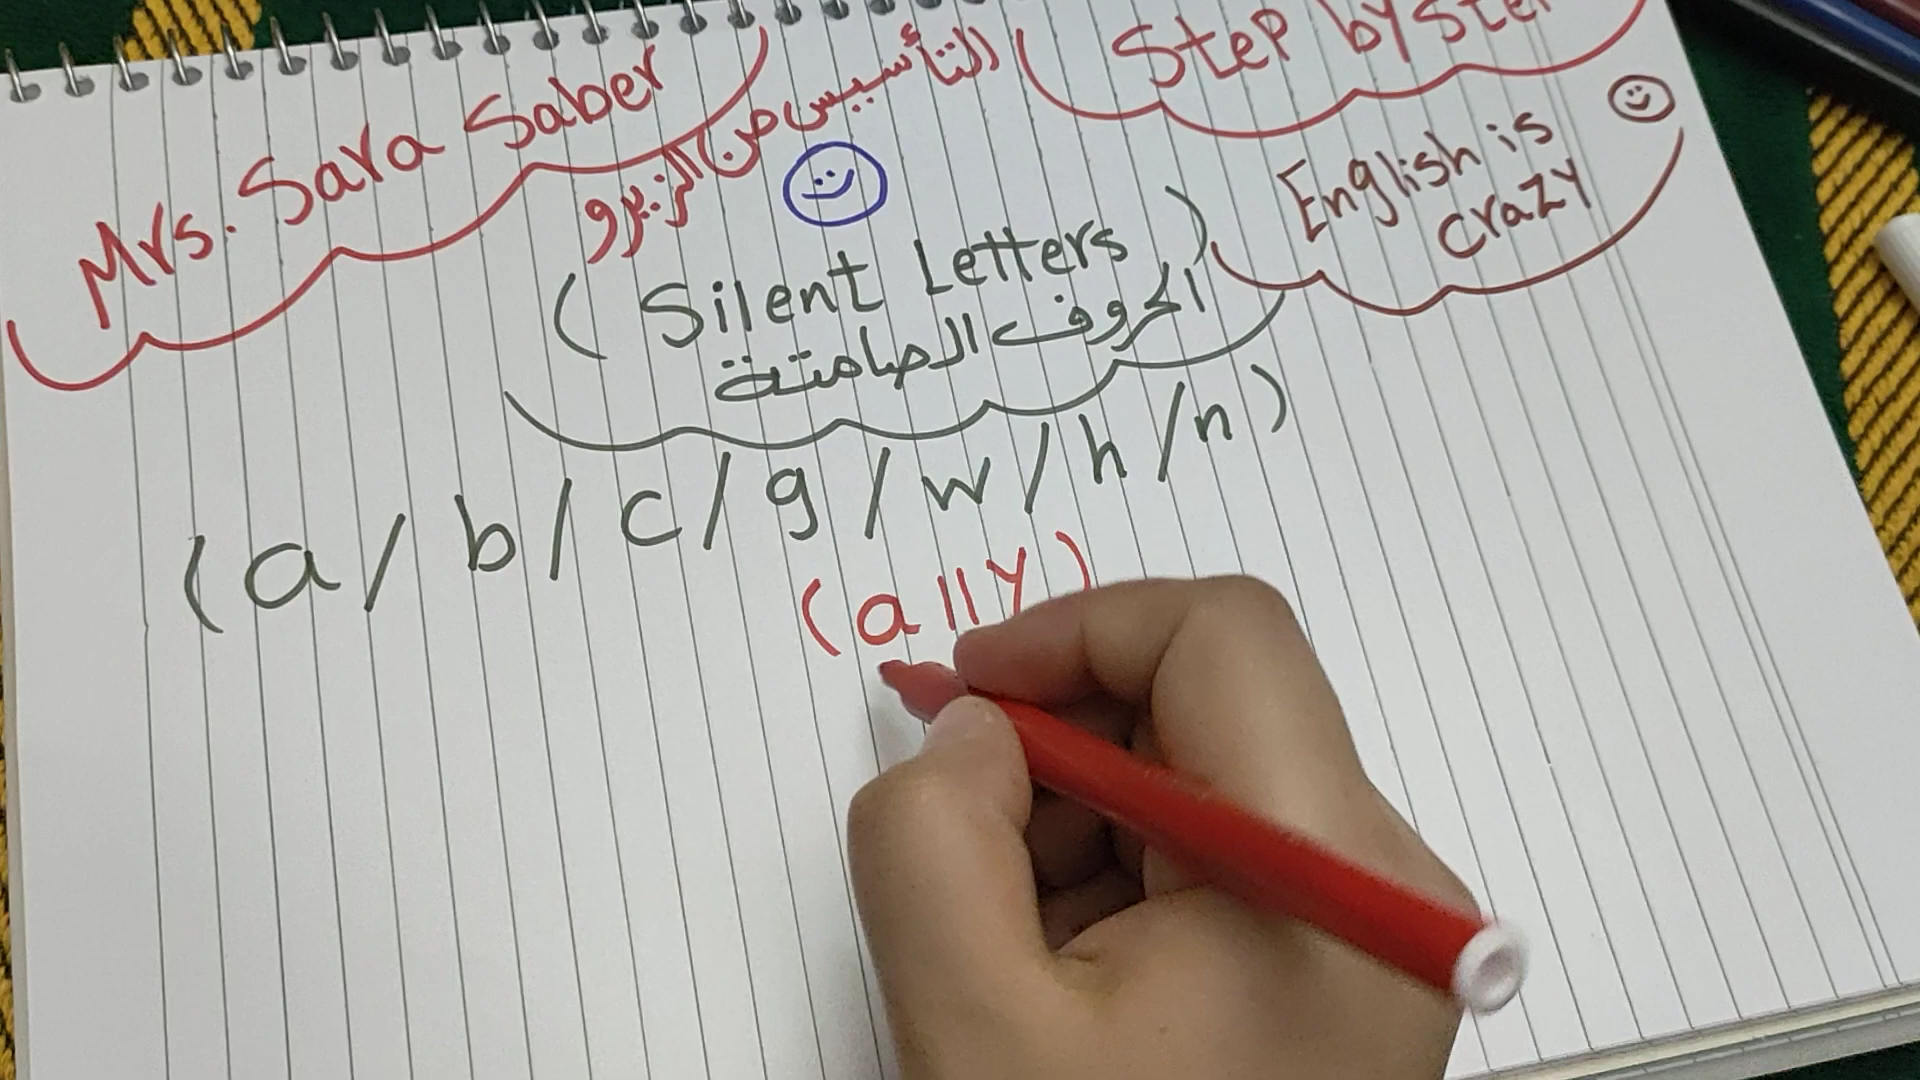 Mrs. Sara Saber
التأسيس من الزيرو
Step by Step
English is
crazy
( Silent Letters )
الحروف الصامتة
( a / b / c / g / w / h / n )
( ally )